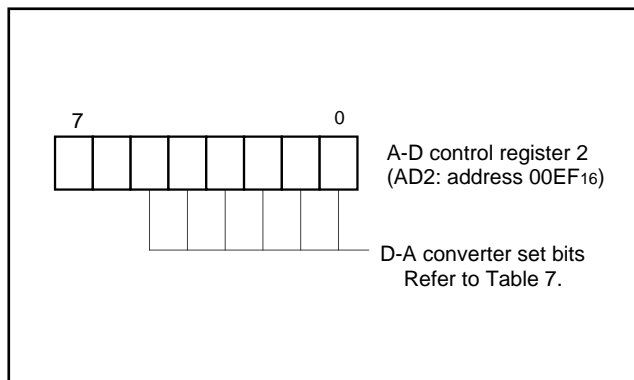 7 0
A-D control register 2
(AD2: address 00EF16)
D-A converter set bits
Refer to Table 7.